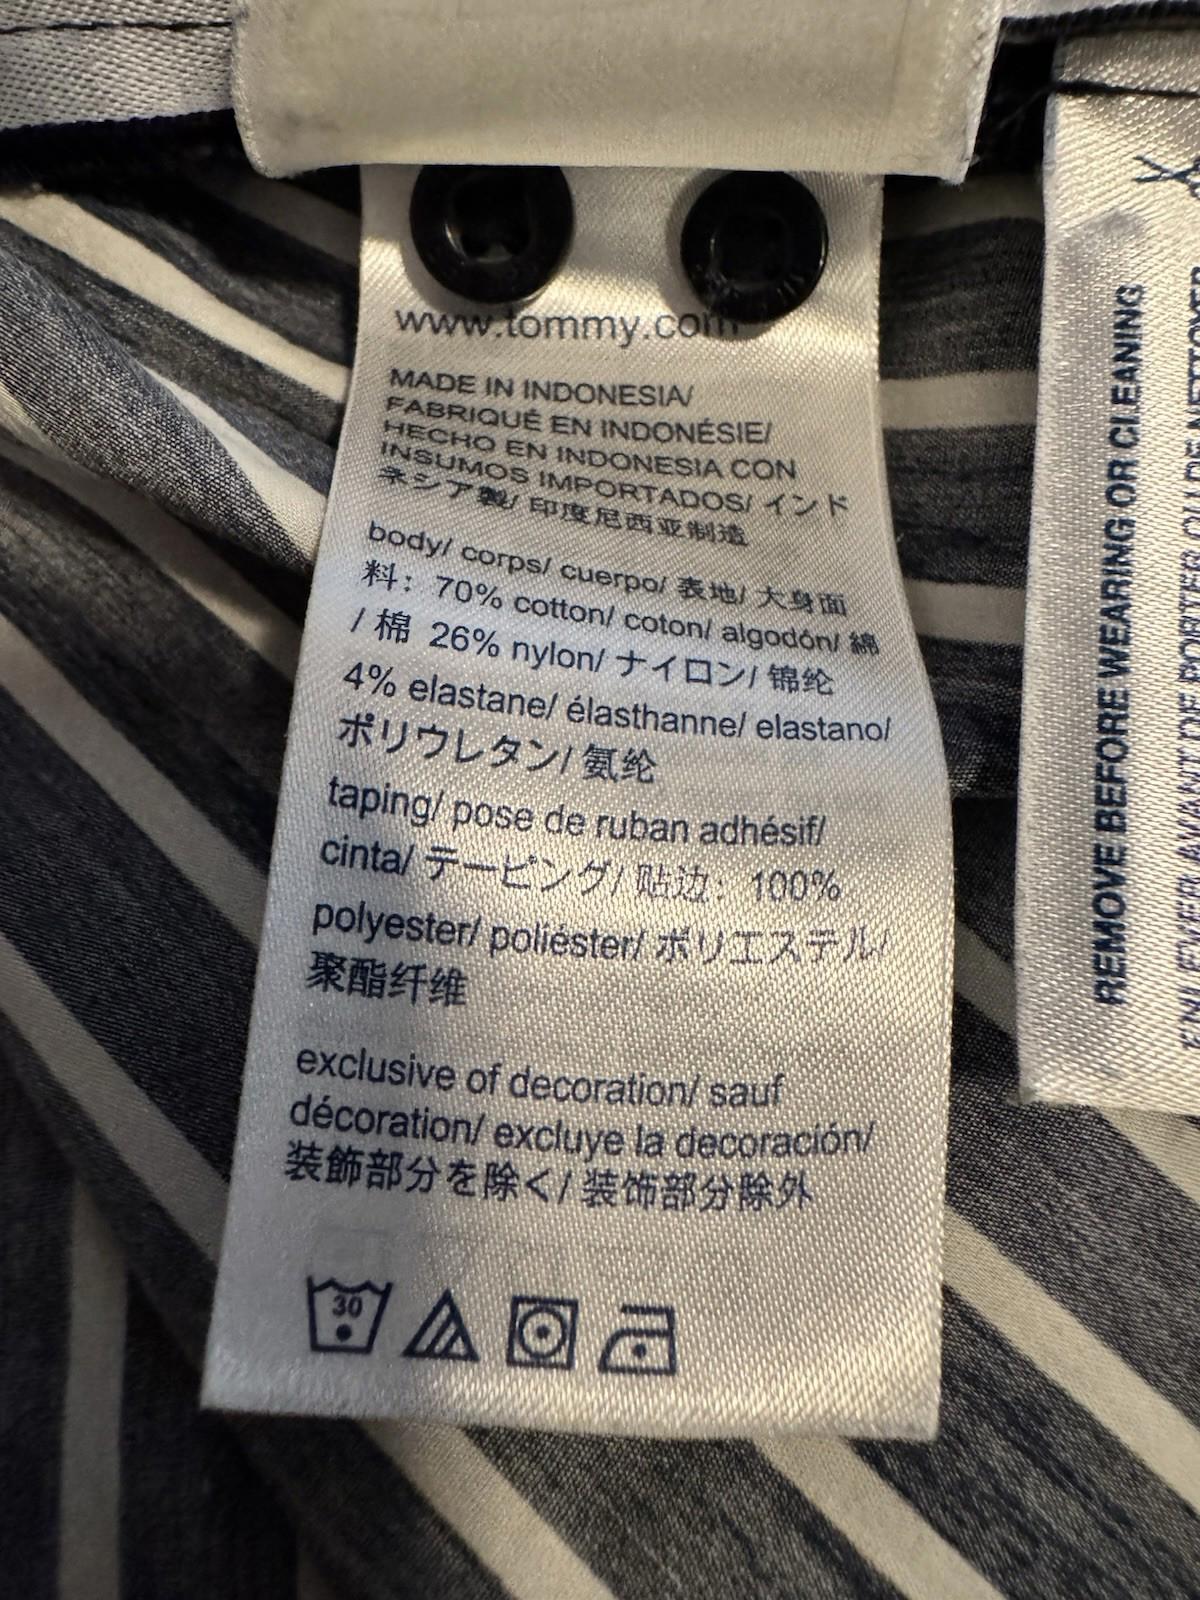 www.tommy.com
MADE IN INDONESIA/
FABRIQUÉ EN INDONÉSIE/
HECHO EN INDONESIA CON
INSUMOS IMPORTADOS/ インド
ネシア製/ 印度尼西亚制造
body/ corps/ cuerpo/ 表地/ 大身面
料：70% cotton/ coton/ algodón/ 綿
/ 棉 26% nylon/ ナイロン/ 锦纶
4% elastane/ élasthanne/ elastano/
ポリウレタン/ 氨纶
taping/ pose de ruban adhésif/
cinta/ テーピング/ 贴边：100%
polyester/ poliéster/ ポリエステル/
聚酯纤维
exclusive of decoration/ sauf
décoration/ excluye la decoración/
装飾部分を除く/ 装饰部分除外
30
REMOVE BEFORE WEARING OR CLEANING
AVANT DE PORTER OU DE NETTOYER